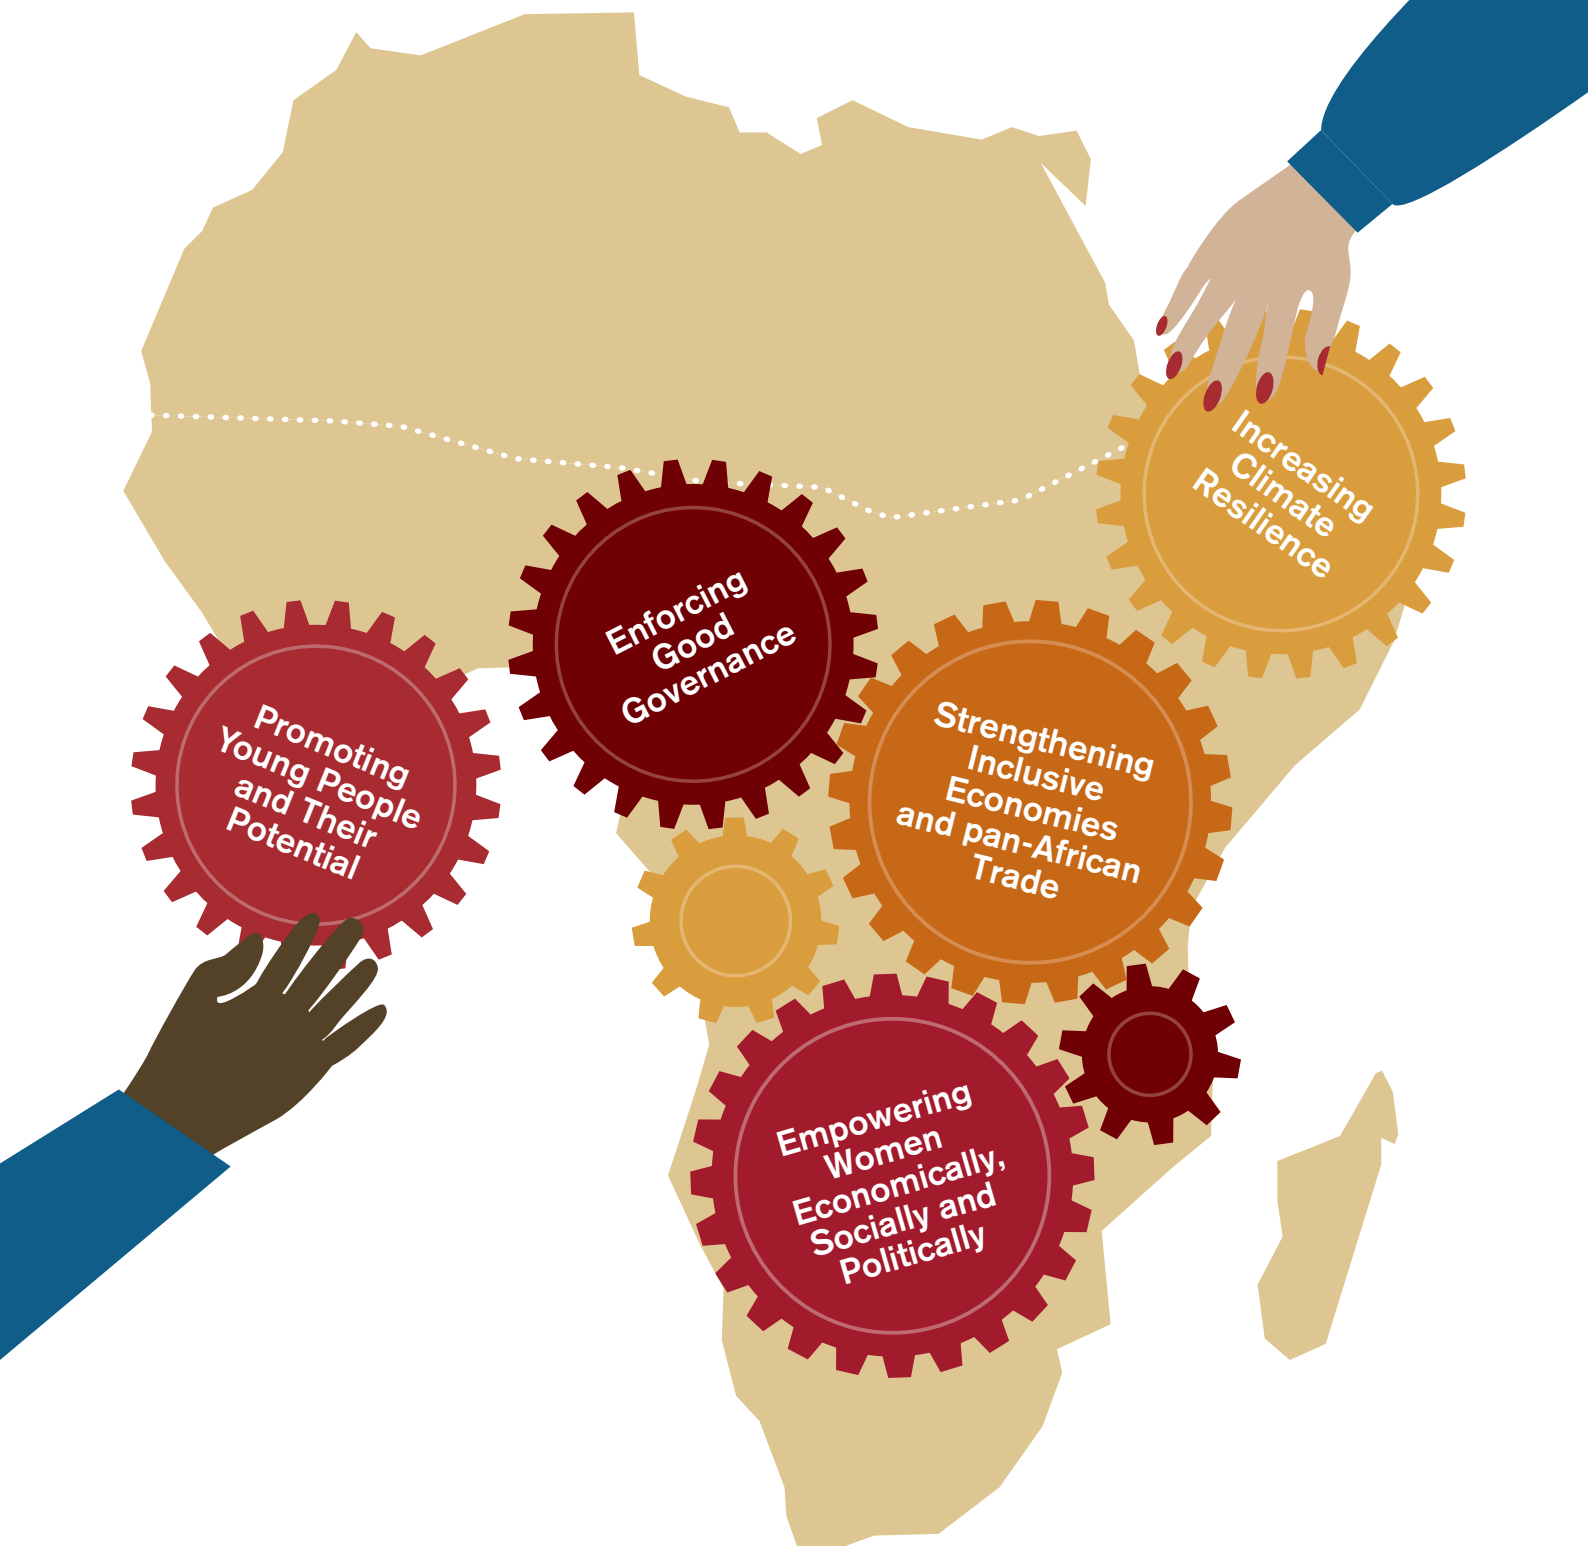 Increasing
Climate
Resilience
Enforcing
Good
Governance
Promoting
Young People
and Their
Potential
Strengthening
Inclusive
Economies
and pan-African
Trade
Empowering
Women
Economically,
Socially and
Politically